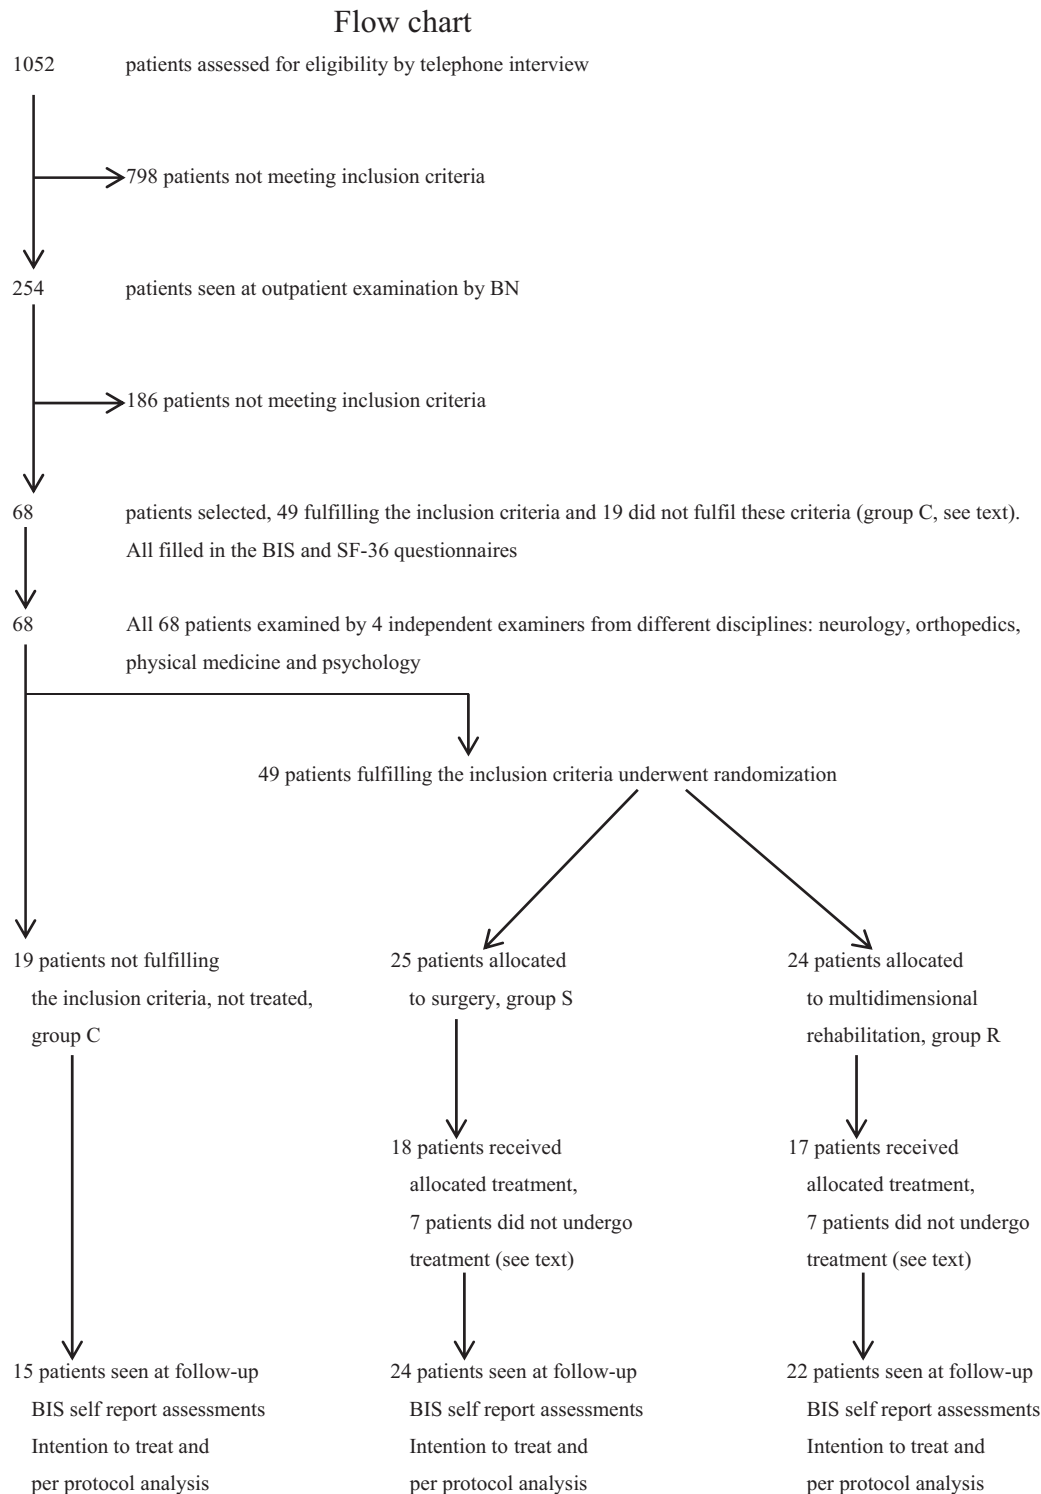 Flow chart
1052 patients assessed for eligibility by telephone interview
798 patients not meeting inclusion criteria
254 patients seen at outpatient examination by BN
186 patients not meeting inclusion criteria
68 patients selected, 49 fulfilling the inclusion criteria and 19 did not fulfil these criteria (group C, see text).
All filled in the BIS and SF-36 questionnaires
68 All 68 patients examined by 4 independent examiners from different disciplines: neurology, orthopedics,
physical medicine and psychology
49 patients fulfilling the inclusion criteria underwent randomization
19 patients not fulfilling
the inclusion criteria, not treated,
group C
25 patients allocated
to surgery, group S
24 patients allocated
to multidimensional
rehabilitation, group R
18 patients received
allocated treatment,
7 patients did not undergo
treatment (see text)
17 patients received
allocated treatment,
7 patients did not undergo
treatment (see text)
15 patients seen at follow-up
BIS self report assessments
Intention to treat and
per protocol analysis
24 patients seen at follow-up
BIS self report assessments
Intention to treat and
per protocol analysis
22 patients seen at follow-up
BIS self report assessments
Intention to treat and
per protocol analysis